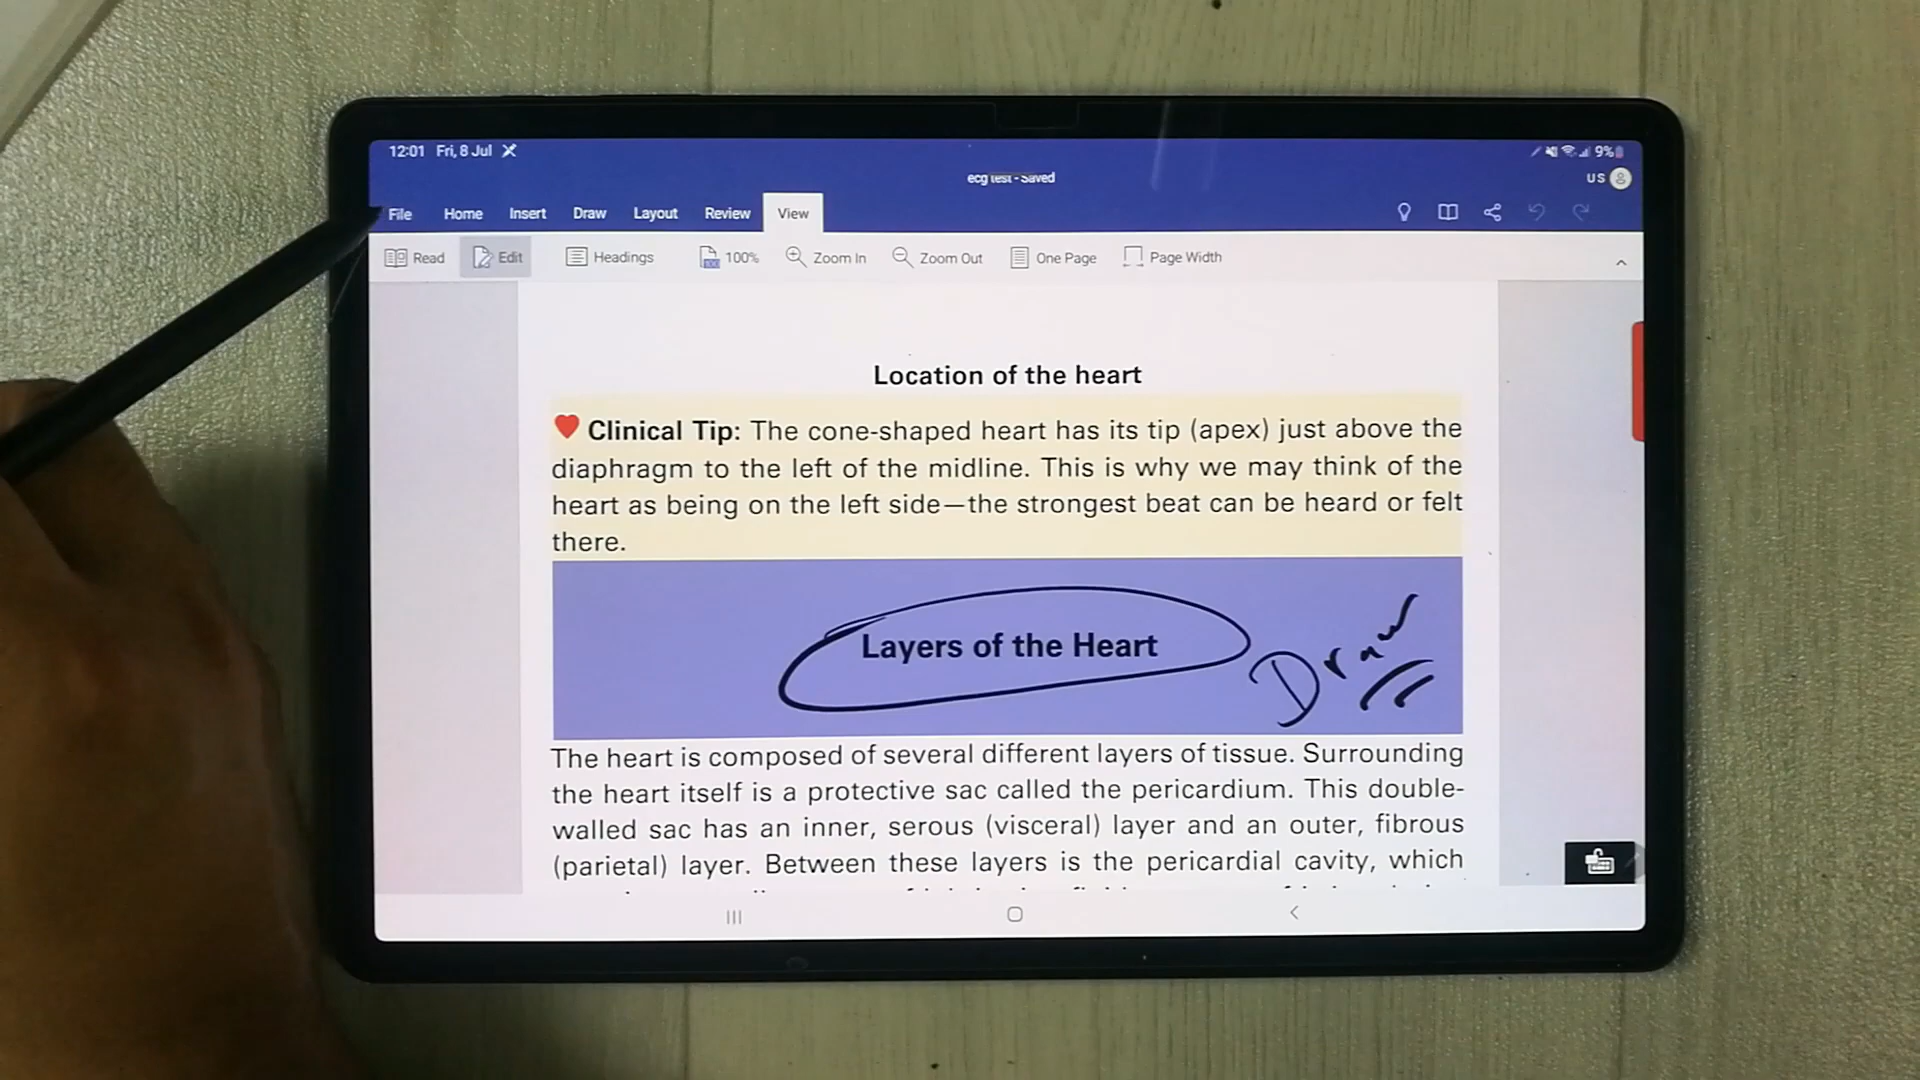 12:01 Fri, 8 Jul 9%
ecg test - Saved
US
File Home Insert Draw Layout Review View
Read Edit Headings 100% Zoom In Zoom Out One Page Page Width
Location of the heart
Clinical Tip: The cone-shaped heart has its tip (apex) just above the
diaphragm to the left of the midline. This is why we may think of the
heart as being on the left side—the strongest beat can be heard or felt
there.
Layers of the Heart
Draw
The heart is composed of several different layers of tissue. Surrounding
the heart itself is a protective sac called the pericardium. This double-
walled sac has an inner, serous (visceral) layer and an outer, fibrous
(parietal) layer. Between these layers is the pericardial cavity, which